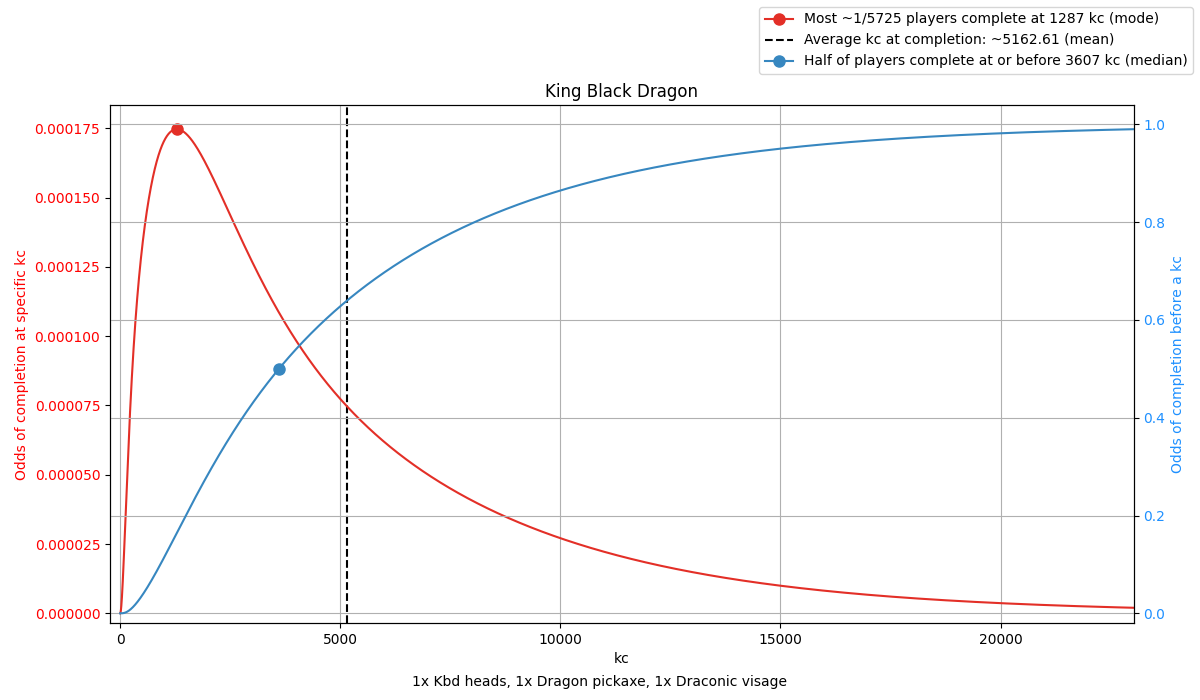 Most ~1/5725 players complete at 1287 kc (mode)
Average kc at completion: ~5162.61 (mean)
Half of players complete at or before 3607 kc (median)
King Black Dragon
Odds of completion at specific kc
0.000175
0.000150
0.000125
0.000100
0.000075
0.000050
0.000025
0.000000
1.0
0.8
0.6
0.4
0.2
0.0
Odds of completion before a kc
0 5000 10000 15000 20000
kc
1x Kbd heads, 1x Dragon pickaxe, 1x Draconic visage